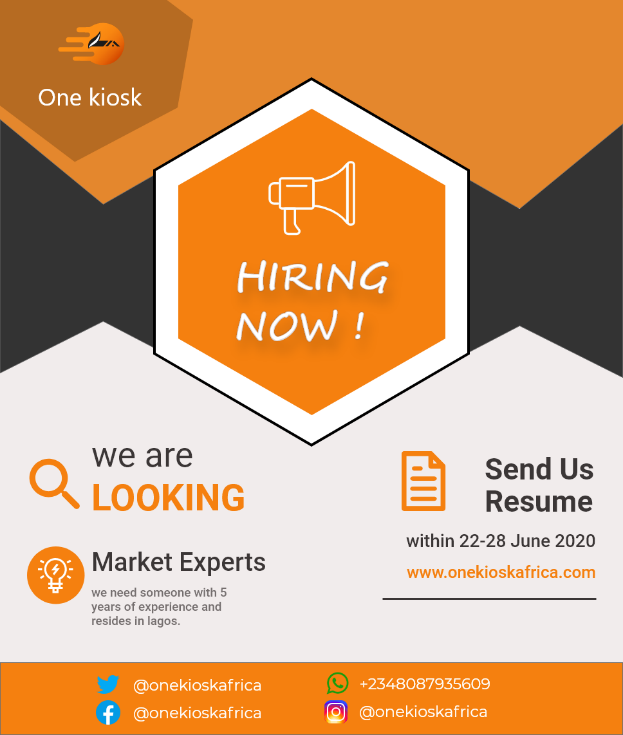 One kiosk
HIRING
NOW !
we are
LOOKING
Market Experts
we need someone with 5
years of experience and
resides in lagos.
Send Us
Resume
within 22-28 June 2020
www.onekioskafrica.com
@onekioskafrica
+2348087935609
@onekioskafrica
@onekioskafrica